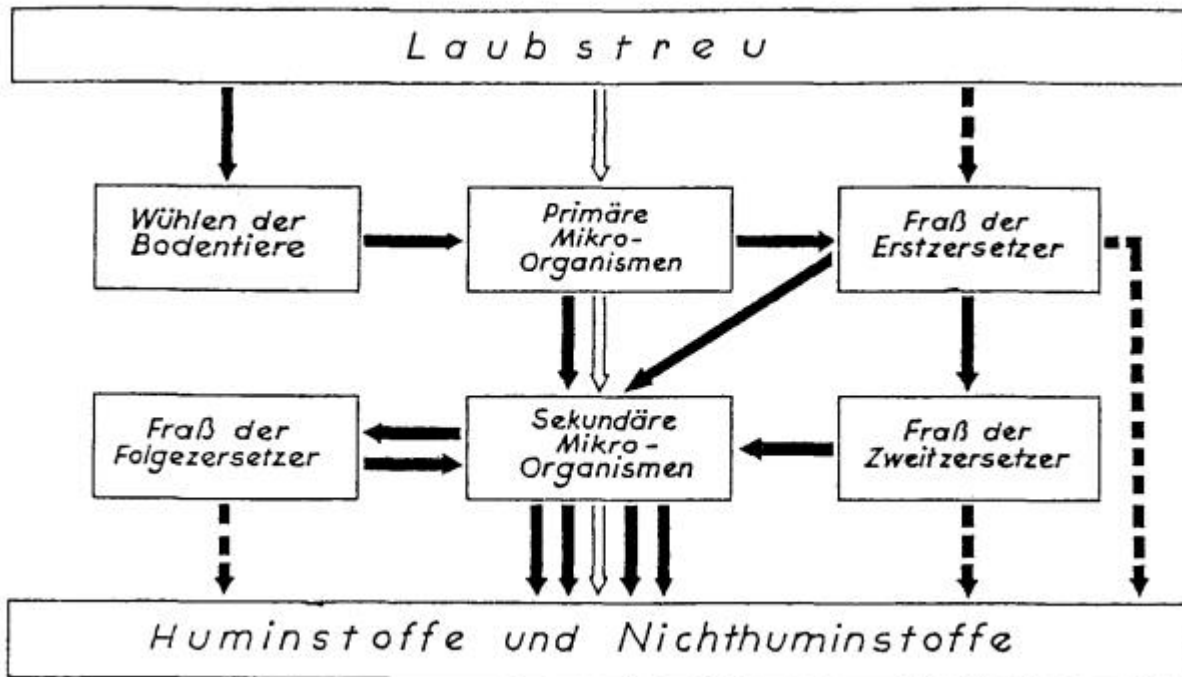 Laubstreu
Wühlen der
Bodentiere
Primäre
Mikro-
Organismen
Fraß der
Erstzersetzer
Fraß der
Folgezersetzer
Sekundäre
Mikro-
Organismen
Fraß der
Zweitzersetzer
Huminstoffe und Nichthuminstoffe